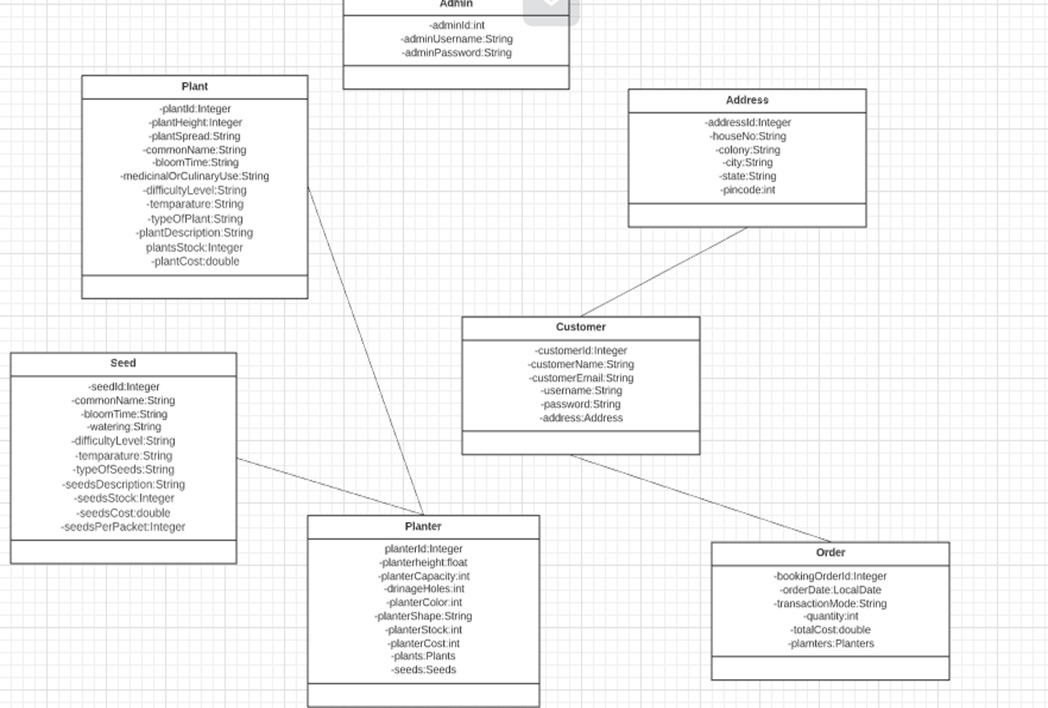 Admin
-adminId:int
-adminUsername:String
-adminPassword:String
Plant
-plantId:Integer
-plantHeight:Integer
-plantSpread:String
-commonName:String
-bloomTime:String
-medicinalOrCulinaryUse:String
-difficultyLevel:String
-temparature:String
-typeOfPlant:String
-plantDescription:String
plantsStock:Integer
-plantCost:double
Address
-addressId:Integer
-houseNo:String
-colony:String
-city:String
-state:String
-pincode:int
Customer
-customerId:Integer
-customerName:String
-customerEmail:String
-username:String
-password:String
-address:Address
Seed
-seedId:Integer
-commonName:String
-bloomTime:String
-watering:String
-difficultyLevel:String
-temparature:String
-typeOfSeeds:String
-seedsDescription:String
-seedsStock:Integer
-seedsCost:double
-seedsPerPacket:Integer
Planter
planterId:Integer
-planterheight:float
-planterCapacity:int
-drinageHoles:int
-planterColor:int
-planterShape:String
-planterStock:int
-planterCost:int
-plants:Plants
-seeds:Seeds
Order
-bookingOrderId:Integer
-orderDate:LocalDate
-transactionMode:String
-quantity:int
-totalCost:double
-plamters:Planters